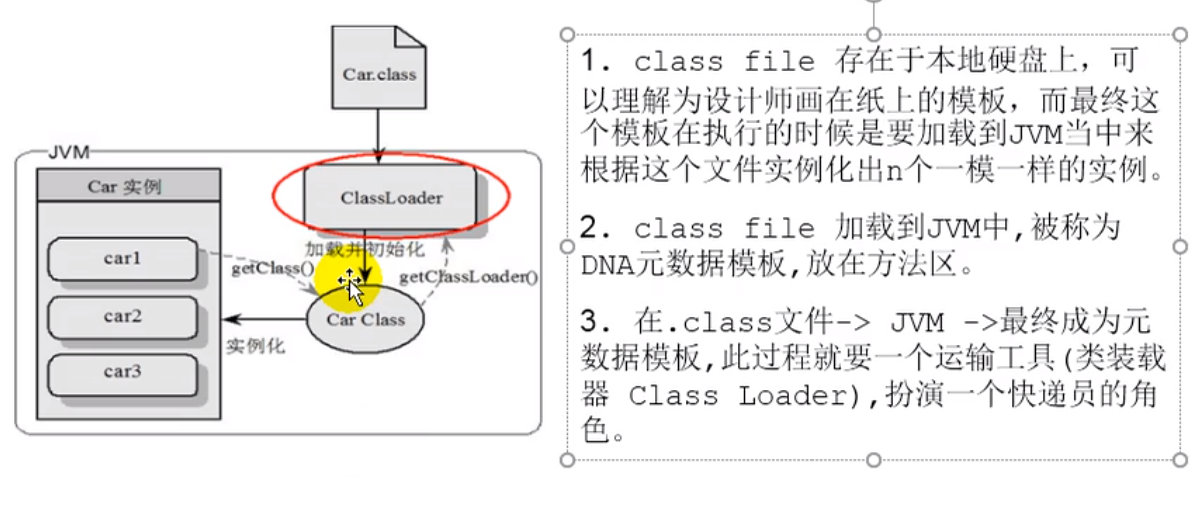 Car.class
JVM
Car 实例
ClassLoader
加载并初始化
car1
getClass()
getClassLoader()
car2
Car Class
实例化
car3
1. class file 存在于本地硬盘上，可
以理解为设计师画在纸上的模板，而最终这
个模板在执行的时候是要加载到JVM当中来
根据这个文件实例化出n个一模一样的实例。
2. class file 加载到JVM中,被称为
DNA元数据模板,放在方法区。
3. 在.class文件-> JVM ->最终成为元
数据模板,此过程就要一个运输工具(类装载
器 Class Loader),扮演一个快递员的角
色。